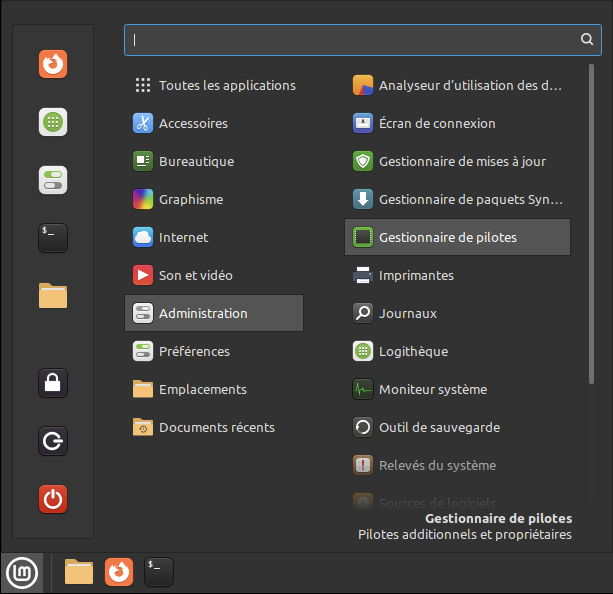 Toutes les applications
Accessoires
Bureautique
Graphisme
Internet
Son et vidéo
Administration
Préférences
Emplacements
Documents récents
Analyseur d’utilisation des d…
Écran de connexion
Gestionnaire de mises à jour
Gestionnaire de paquets Syn…
Gestionnaire de pilotes
Imprimantes
Journaux
Logithèque
Moniteur système
Outil de sauvegarde
Relevés du système
Sources de logiciels
Gestionnaire de pilotes
Pilotes additionnels et propriétaires